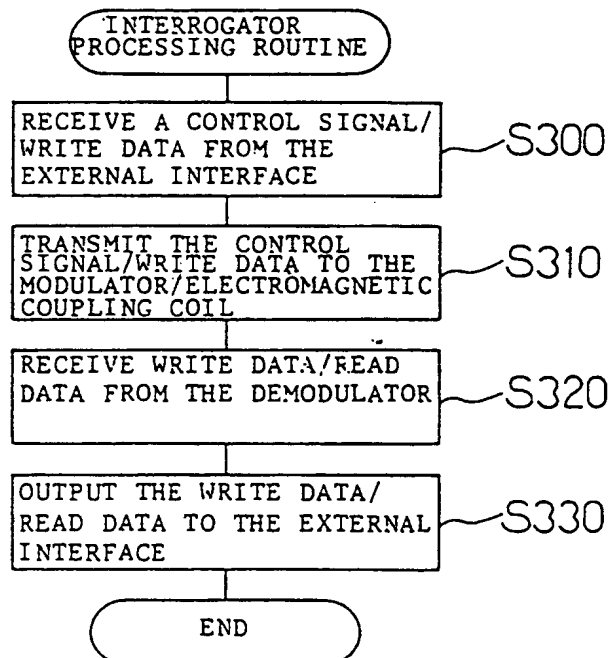 INTERROGATOR
PROCESSING ROUTINE
RECEIVE A CONTROL SIGNAL/
WRITE DATA FROM THE
EXTERNAL INTERFACE
S300
TRANSMIT THE CONTROL
SIGNAL/WRITE DATA TO THE
MODULATOR/ELECTROMAGNETIC
COUPLING COIL
S310
RECEIVE WRITE DATA/READ
DATA FROM THE DEMODULATOR
S320
OUTPUT THE WRITE DATA/
READ DATA TO THE EXTERNAL
INTERFACE
S330
END